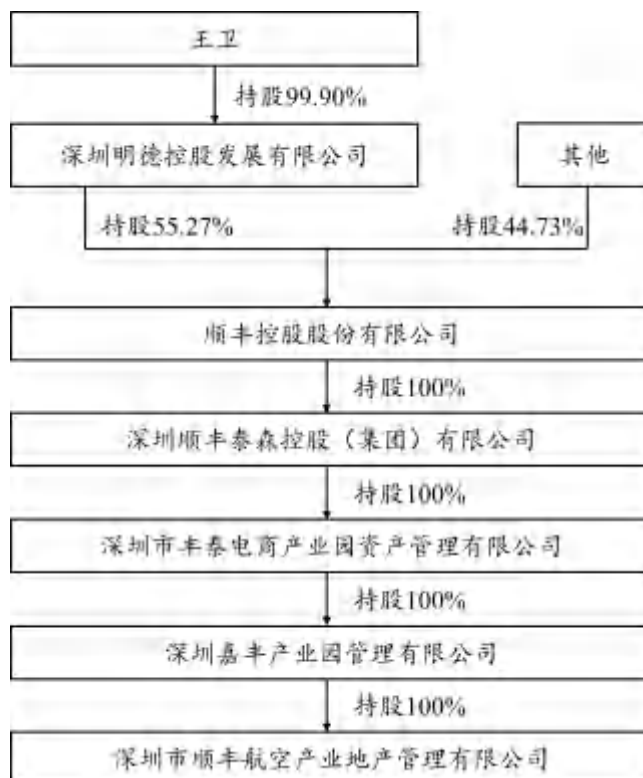 王卫
持股99.90%
深圳明德控股发展有限公司
其他
持股55.27%
持股44.73%
顺丰控股股份有限公司
持股100%
深圳顺丰泰森控股（集团）有限公司
持股100%
深圳市丰泰电商产业园资产管理有限公司
持股100%
深圳嘉丰产业园管理有限公司
持股100%
深圳市顺丰航空产业地产管理有限公司